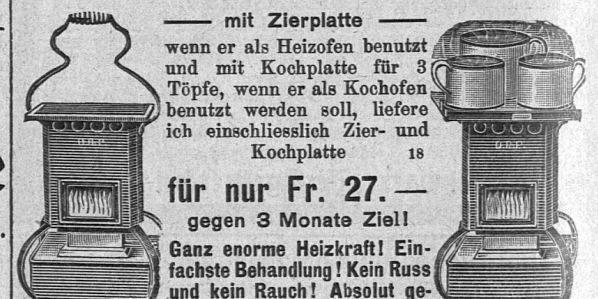 mit Zierplatte
wenn er als Heizofen benutzt
und mit Kochplatte für 3
Töpfe, wenn er als Kochofen
benutzt werden soll, liefere
ich einschliesslich Zier- und
Kochplatte 18
für nur Fr. 27.—
gegen 3 Monate Ziel!
Ganz enorme Heizkraft! Ein-
fachste Behandlung! Kein Russ
und kein Rauch! Absolut ge-
D.R.P.
D.R.P.